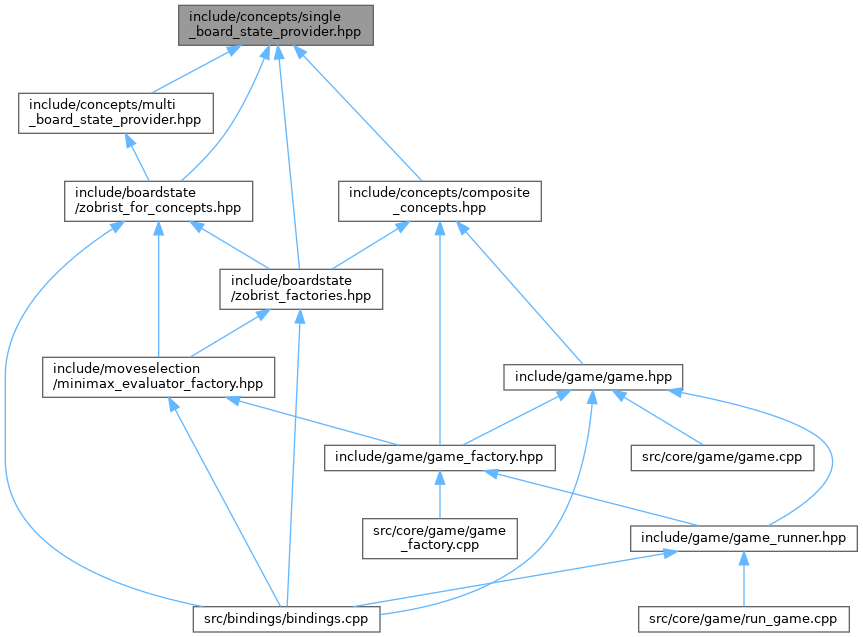 include/concepts/single
_board_state_provider.hpp
include/concepts/multi
_board_state_provider.hpp
include/boardstate
/zobrist_for_concepts.hpp
include/concepts/composite
_concepts.hpp
include/boardstate
/zobrist_factories.hpp
include/moveselection
/minimax_evaluator_factory.hpp
include/game/game.hpp
include/game/game_factory.hpp
src/core/game/game.cpp
src/core/game/game
_factory.cpp
include/game/game_runner.hpp
src/bindings/bindings.cpp
src/core/game/run_game.cpp